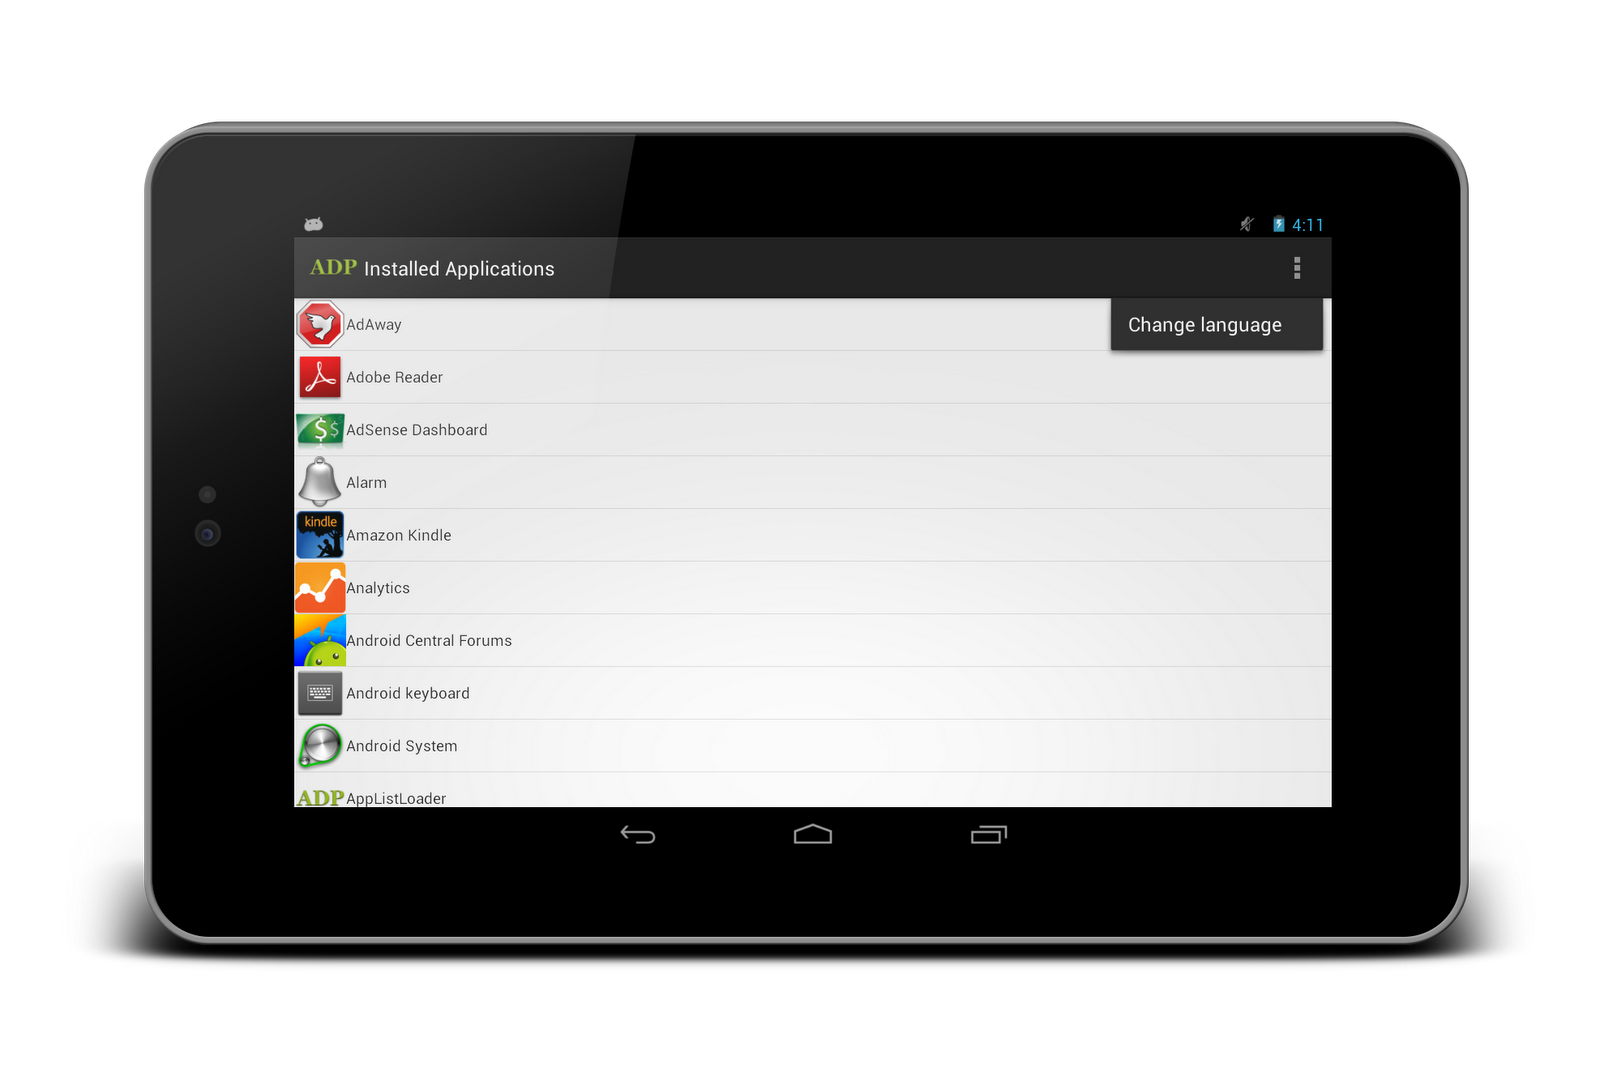 4:11
ADP Installed Applications
AdAway
Change language
Adobe Reader
$ $
AdSense Dashboard
Alarm
kindle
Amazon Kindle
Analytics
Android Central Forums
Android keyboard
Android System
ADP AppListLoader